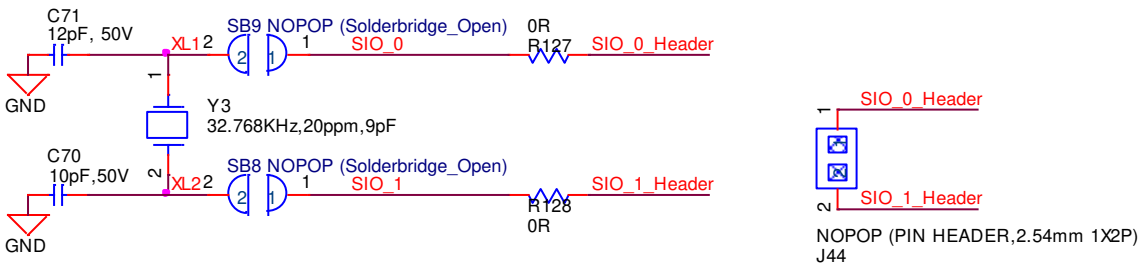 C71
12pF, 50V
XL1
2
SB9 NOPOP (Solderbridge_Open)
2
1
1
SIO_0
0R
R127
SIO_0_Header
GND
1
Y3
32.768KHz,20ppm,9pF
2
C70
10pF,50V
XL2
2
SB8 NOPOP (Solderbridge_Open)
2
1
1
SIO_1
R128
0R
SIO_1_Header
GND
1
SIO_0_Header
2
SIO_1_Header
NOPOP (PIN HEADER,2.54mm 1X2P)
J44